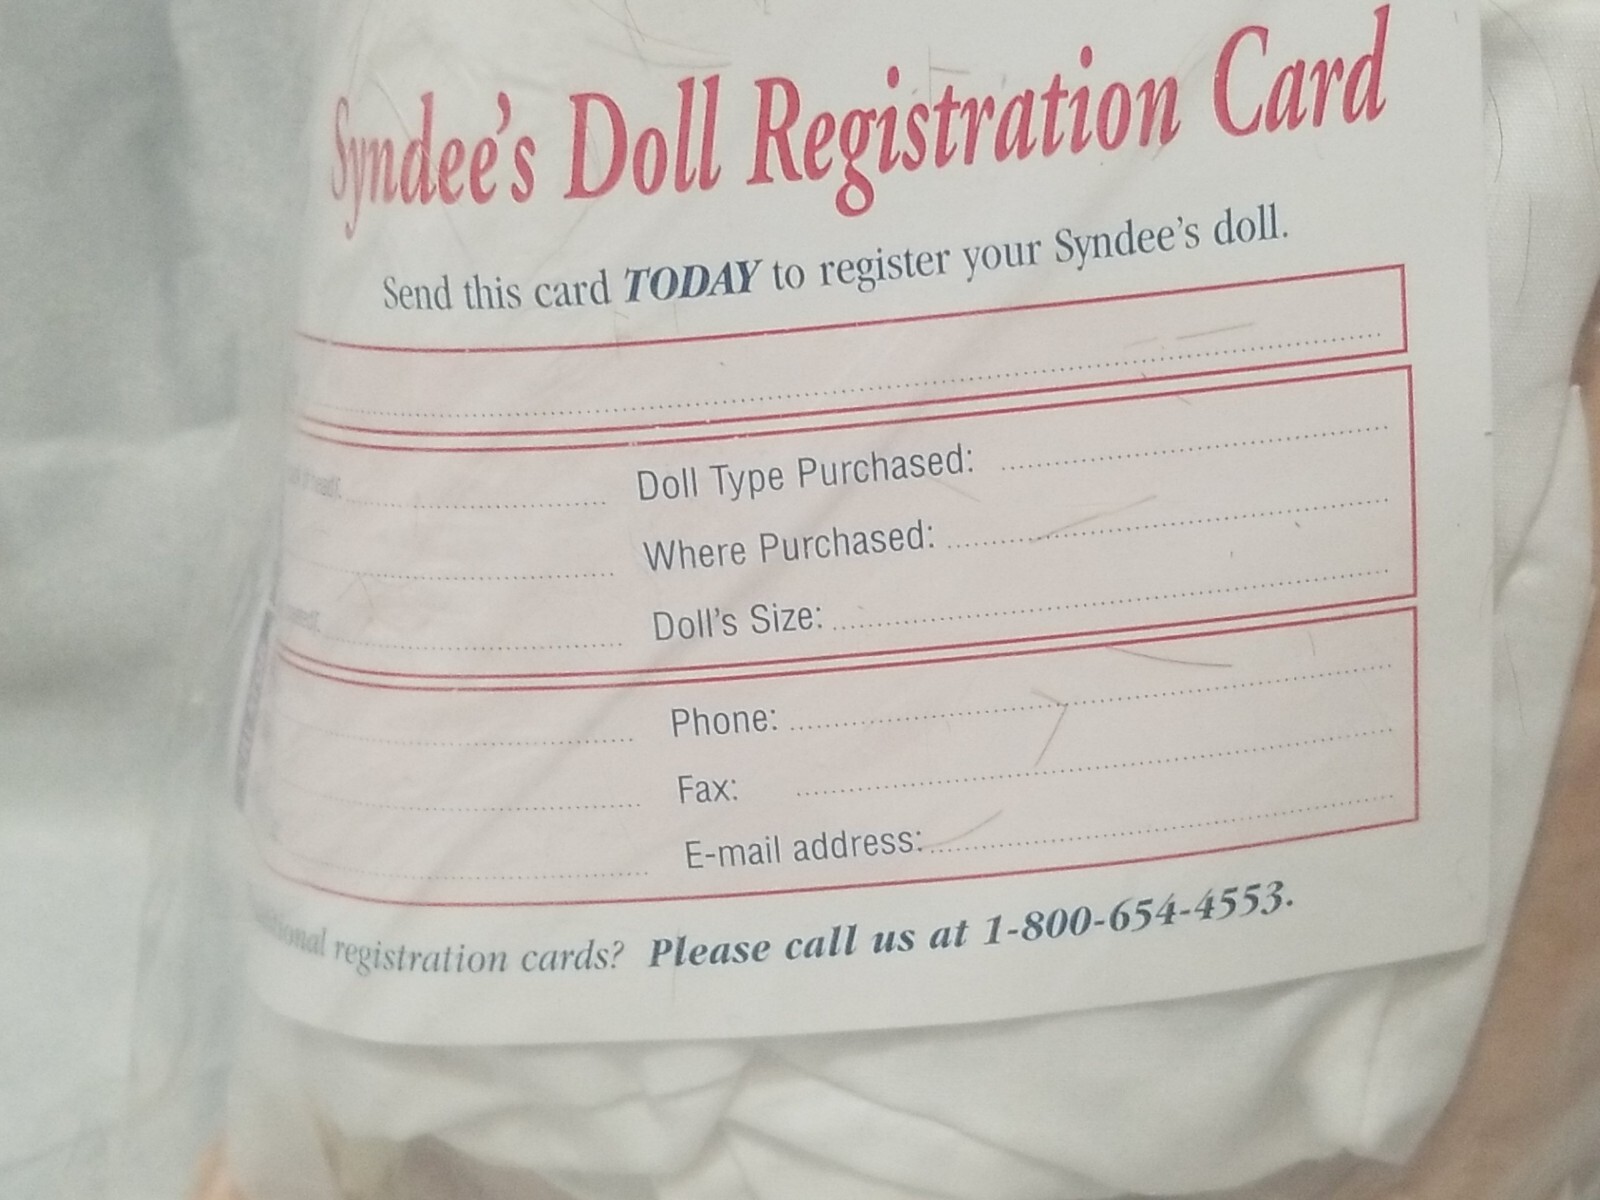 Syndee's Doll Registration Card
Send this card TODAY to register your Syndee's doll.
Doll Type Purchased:
Where Purchased:
Doll's Size:
Phone:
Fax:
E-mail address:
registration cards? Please call us at 1-800-654-4553.